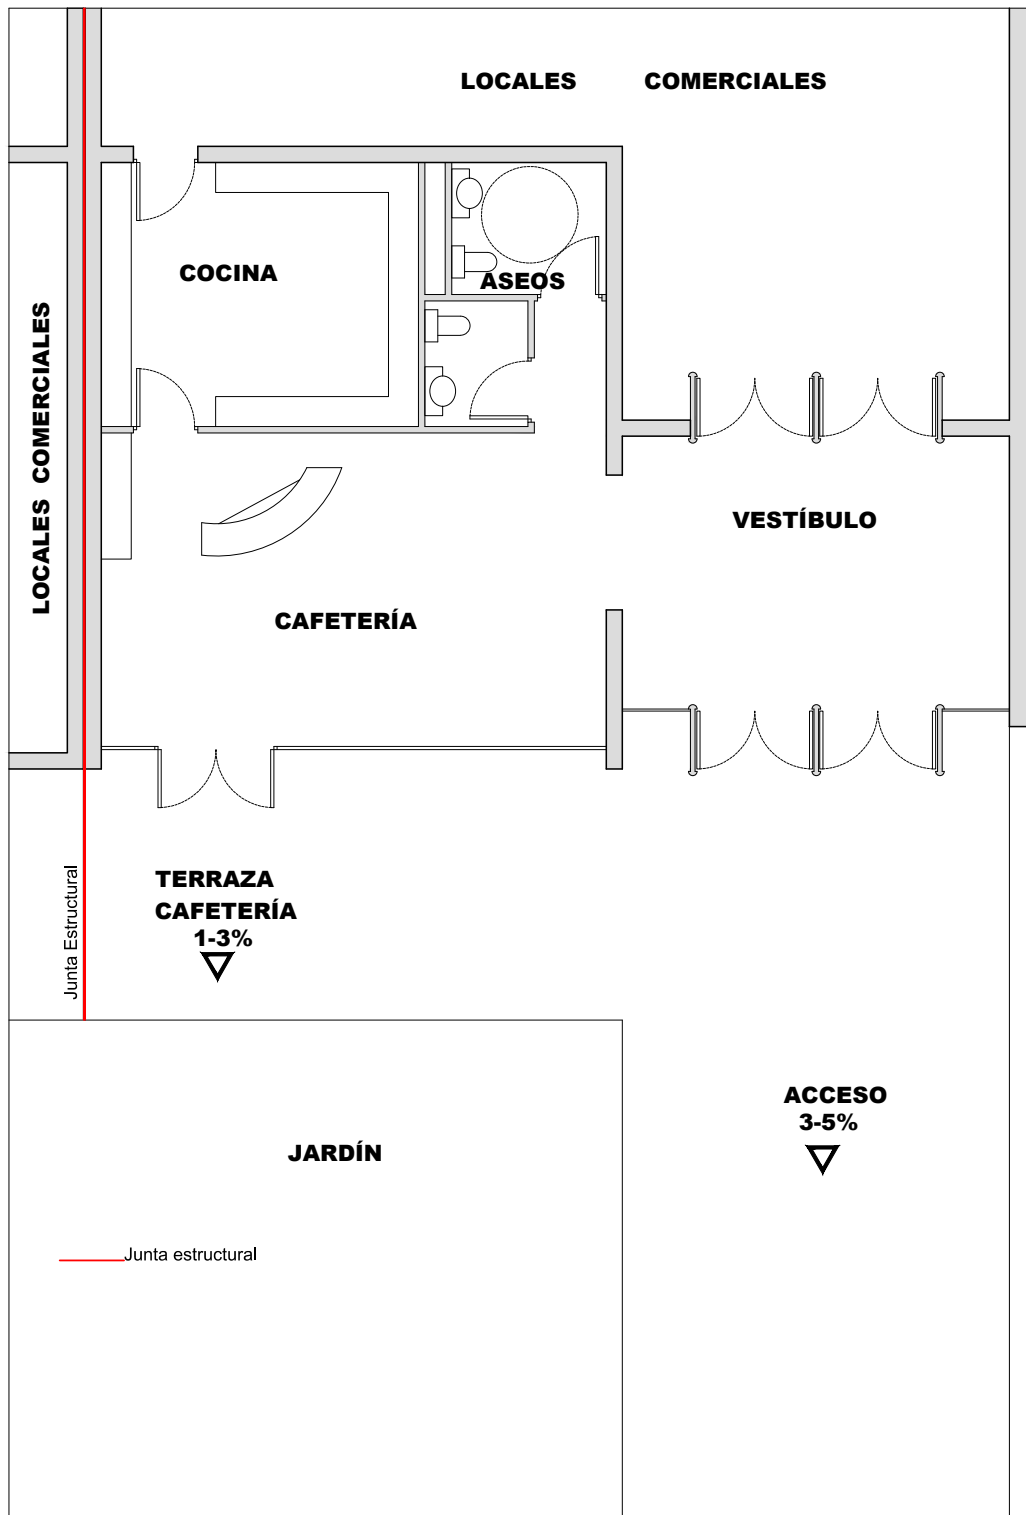 LOCALES COMERCIALES
COCINA
ASEOS
LOCALES COMERCIALES
VESTÍBULO
CAFETERÍA
TERRAZA
CAFETERÍA
1-3%
Junta Estructural
ACCESO
3-5%
JARDÍN
Junta estructural